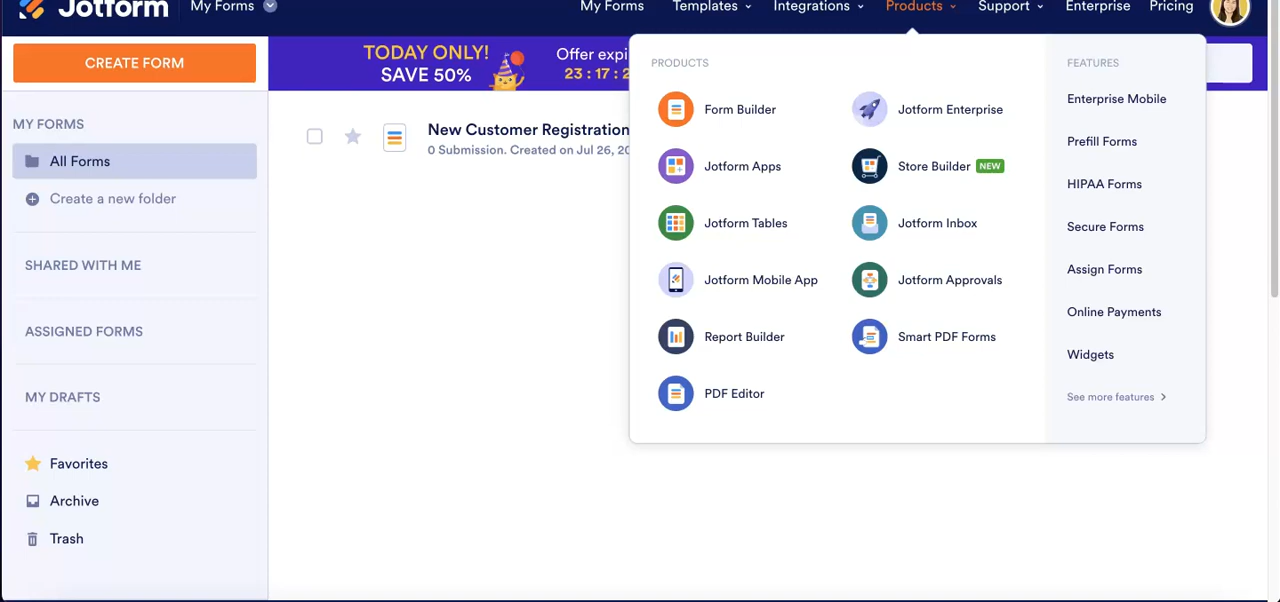 Jotform
My Forms
My Forms
Templates
Integrations
Products
Support
Enterprise
Pricing
CREATE FORM
TODAY ONLY!
SAVE 50%
Offer expi
23 : 17 : 2
MY FORMS
All Forms
Create a new folder
SHARED WITH ME
ASSIGNED FORMS
MY DRAFTS
Favorites
Archive
Trash
New Customer Registration
0 Submission. Created on Jul 26, 20
PRODUCTS
Form Builder
Jotform Enterprise
Jotform Apps
Store Builder NEW
Jotform Tables
Jotform Inbox
Jotform Mobile App
Jotform Approvals
Report Builder
Smart PDF Forms
PDF Editor
FEATURES
Enterprise Mobile
Prefill Forms
HIPAA Forms
Secure Forms
Assign Forms
Online Payments
Widgets
See more features